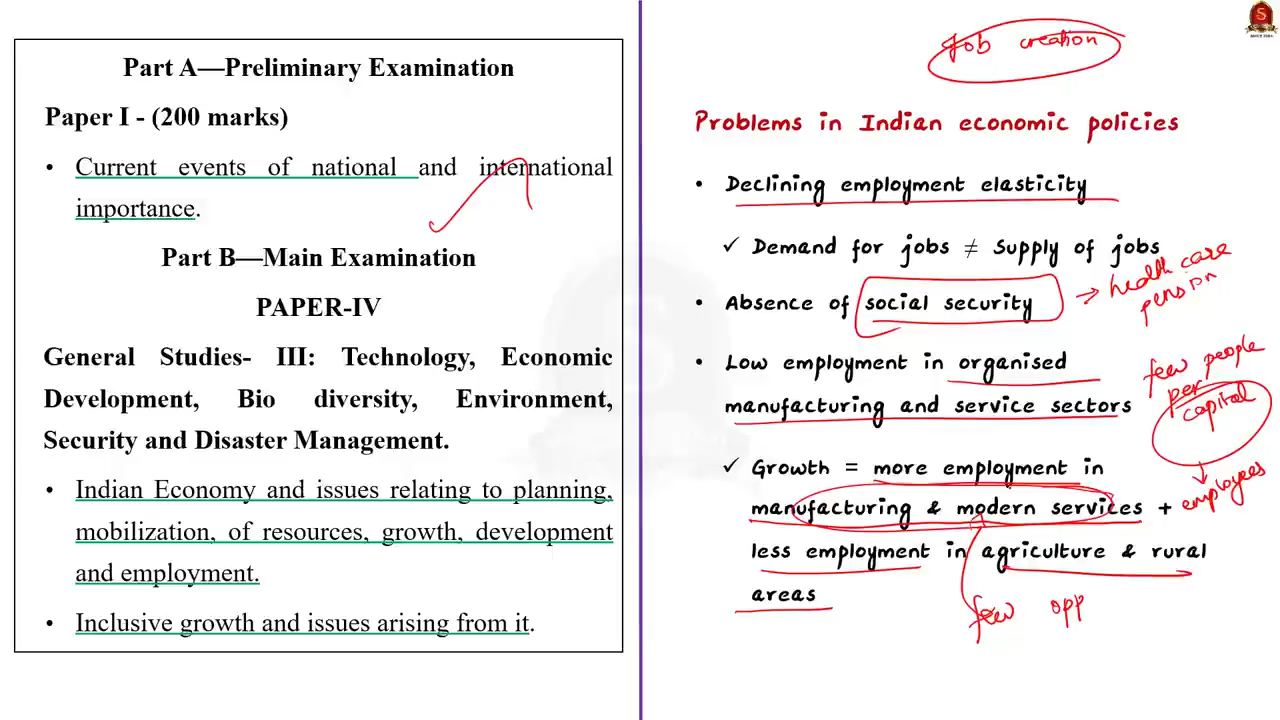 Part A—Preliminary Examination
Paper I - (200 marks)
• Current events of national and international
importance.
Part B—Main Examination
PAPER-IV
General Studies- III: Technology, Economic
Development, Bio diversity, Environment,
Security and Disaster Management.
• Indian Economy and issues relating to planning,
mobilization, of resources, growth, development
and employment.
• Inclusive growth and issues arising from it.
Job creation
Problems in Indian economic policies
• Declining employment elasticity
✓ Demand for jobs ≠ Supply of jobs
• Absence of social security
→ health care
pension
• Low employment in organised
manufacturing and service sectors
few people
per
capital
employees
✓ Growth = more employment in
manufacturing & modern services +
less employment in agriculture & rural
areas
few opp